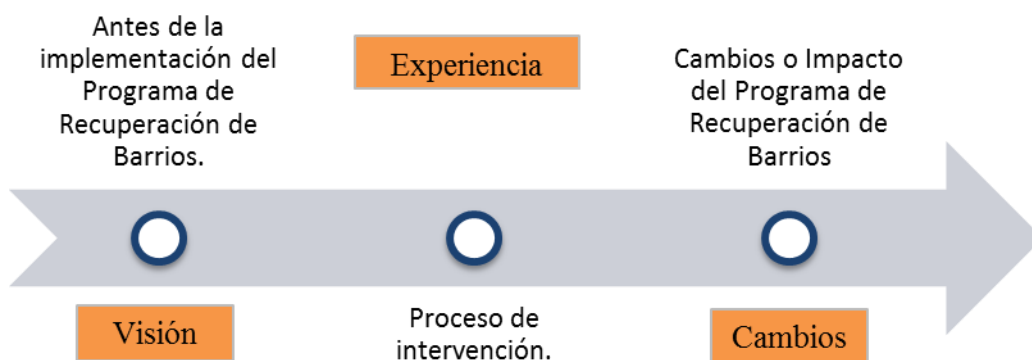 Antes de la
implementación del
Programa de
Recuperación de
Barrios.
Visión
Experiencia
Proceso de
intervención.
Cambios o Impacto
del Programa de
Recuperación de
Barrios
Cambios